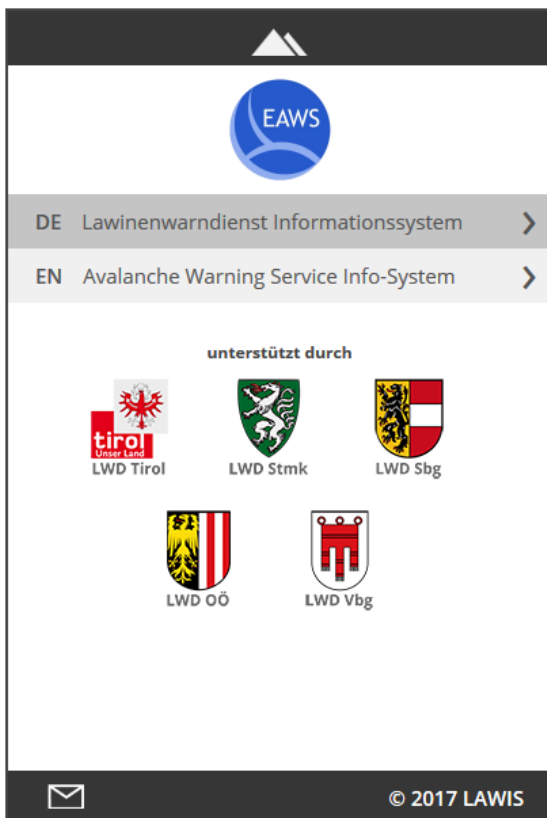 EAWS
DE Lawinenwarndienst Informationssystem
EN Avalanche Warning Service Info-System
unterstützt durch
tirol
Unser Land
LWD Tirol LWD Stmk LWD Sbg
LWD OÖ LWD Vbg
© 2017 LAWIS